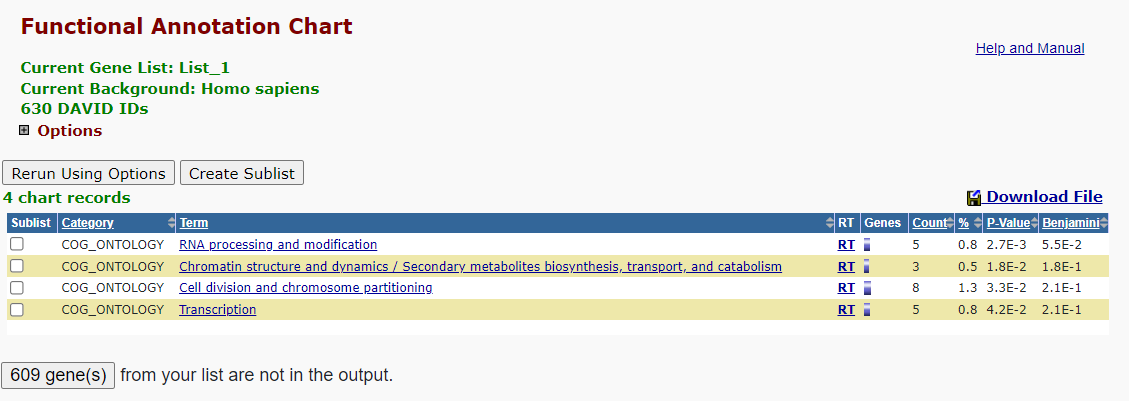 Functional Annotation Chart
Help and Manual
Current Gene List: List_1
Current Background: Homo sapiens
630 DAVID IDs
Options
Rerun Using Options Create Sublist
4 chart records Download File
Sublist Category Term RT Genes Count % P-Value Benjamini
COG_ONTOLOGY RNA processing and modification RT 5 0.8 2.7E-3 5.5E-2
COG_ONTOLOGY Chromatin structure and dynamics / Secondary metabolites biosynthesis, transport, and catabolism RT 3 0.5 1.8E-2 1.8E-1
COG_ONTOLOGY Cell division and chromosome partitioning RT 8 1.3 3.3E-2 2.1E-1
COG_ONTOLOGY Transcription RT 5 0.8 4.2E-2 2.1E-1
609 gene(s) from your list are not in the output.